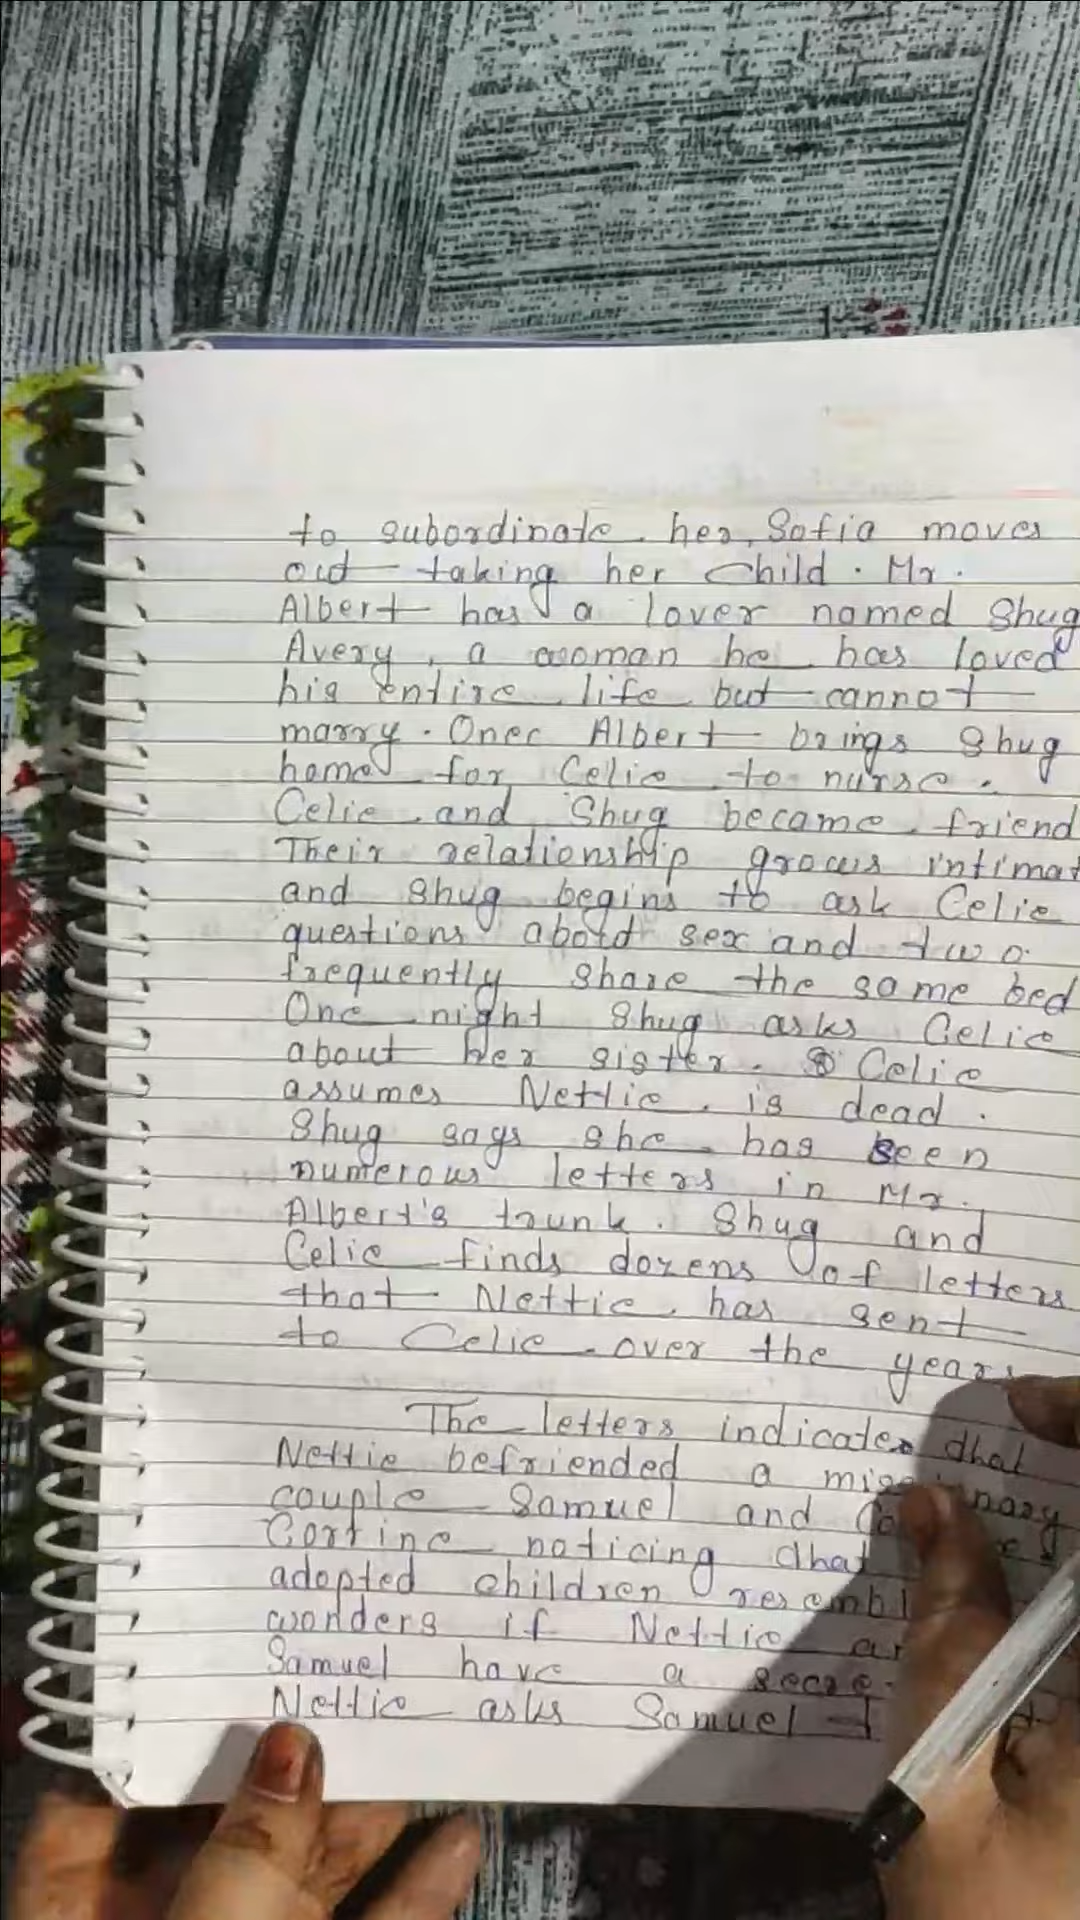 to subordinate her, Sofia moves
out taking her child. Mr.
Albert has a lover named Shug
Avery, a woman he has loved
his entire life but cannot
marry. Onec Albert brings Shug
home for Celie to nurse.
Celie and Shug became friend
Their relationship grows intimat
and Shug begins to ask Celie
questions about sex and two
frequently share the same bed
One night Shug asks Celie
about her sister. Celie
assumes Nettie is dead.
Shug says she has seen
numerous letters in Mr.
Albert's trunk. Shug and
Celie finds dozens of letters
that Nettie has sent
to Celie over the years
The letters indicate that
Nettie befriended a
couple Samuel and
noticing that
adopted children
wonders if Nettie
Samuel have a
Nettie asks Samuel